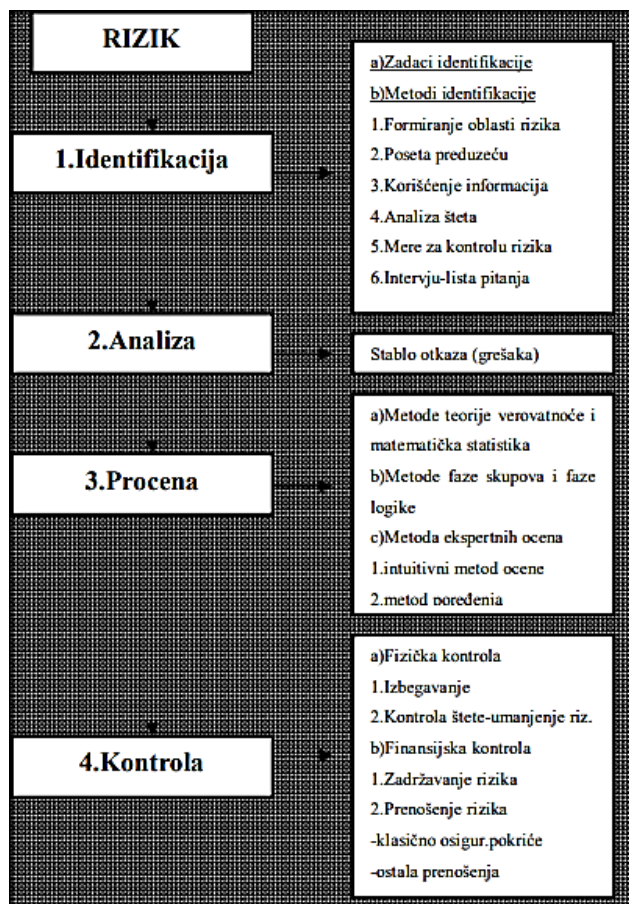 RIZIK
1.Identifikacija
a)Zadaci identifikacije
b)Metodi identifikacije
1.Formiranje oblasti rizika
2.Poseta preduzeću
3.Korišćenje informacija
4.Analiza šteta
5.Mere za kontrolu rizika
6.Intervju-lista pitanja
2.Analiza
Stablo otkaza (grešaka)
3.Procena
a)Metode teorije verovatnoće i
matematička statistika
b)Metode faze skupova i faze
logike
c)Metoda ekspertnih ocena
1.intuitivni metod ocene
2.metod poređenja
4.Kontrola
a)Fizička kontrola
1.Izbegavanje
2.Kontrola štete-umanjenje riz.
b)Finansijska kontrola
1.Zadržavanje rizika
2.Prenošenje rizika
-klasično osigur.pokriće
-ostala prenošenja